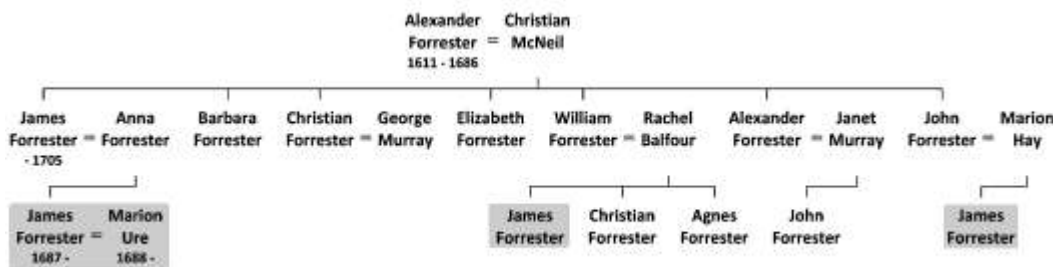 Alexander Christian
Forrester = McNeil
1611 - 1686
James Anna Barbara Christian George Elizabeth William Rachel Alexander Janet John Marion
Forrester = Forrester Forrester Forrester = Murray Forrester Forrester = Balfour Forrester = Murray Forrester = Hay
- 1705
James Marion James Christian Agnes John James
Forrester = Ure Forrester Forrester Forrester Forrester Forrester
1687 - 1688 -